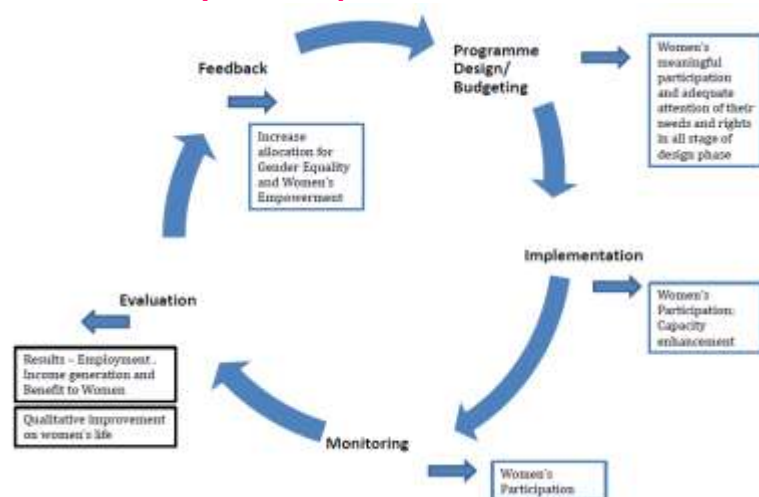 Feedback
Programme
Design/
Budgeting
Women's
meaningful
participation
and adequate
attention of their
needs and rights
in all stage of
design phase
Increase
allocation for
Gender Equality
and Women's
Empowerment
Implementation
Women's
Participation;
Capacity
enhancement
Evaluation
Results – Employment ,
Income generation and
Benefit to Women
Qualitative improvement
on women's life
Monitoring
Women's
Participation